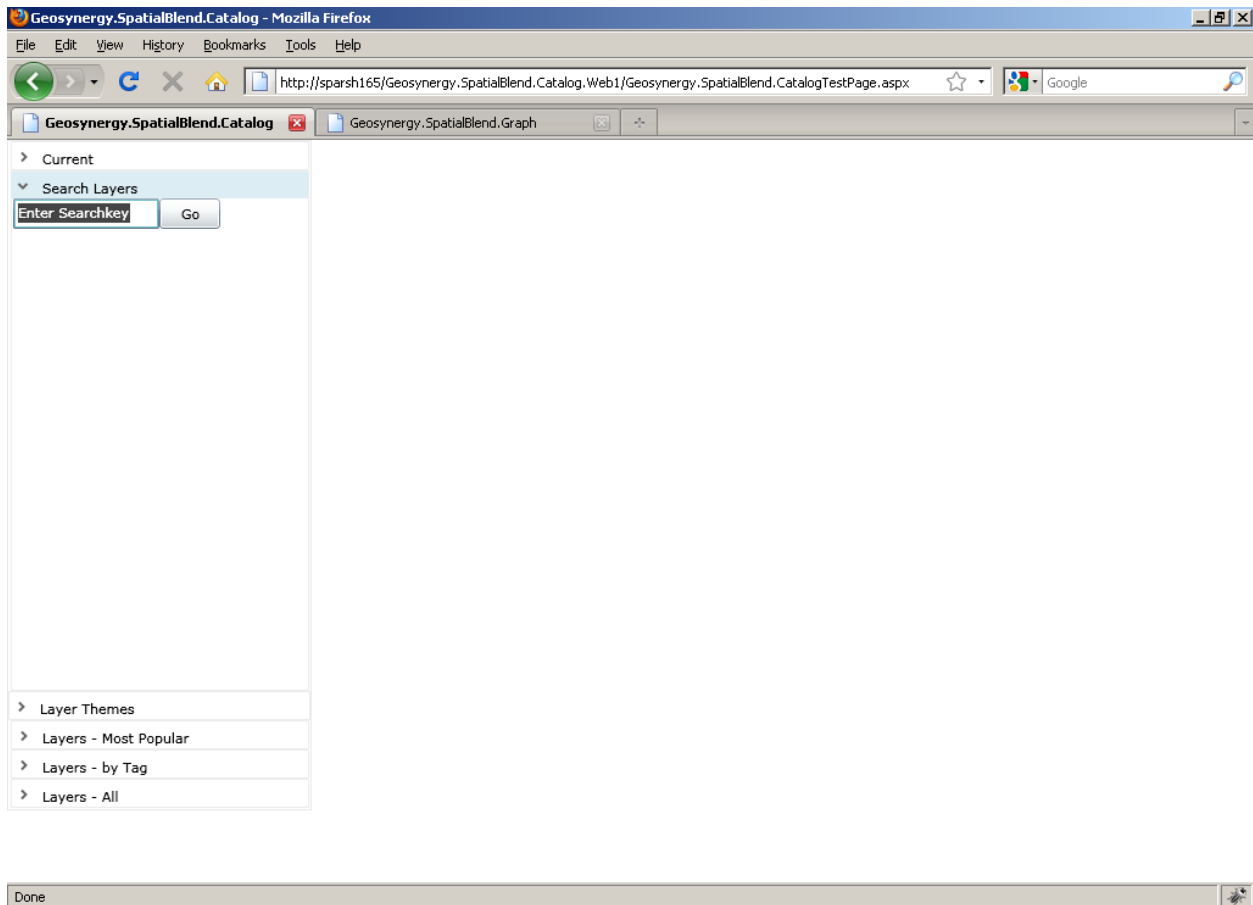 Geosynergy.SpatialBlend.Catalog - Mozilla Firefox
File Edit View History Bookmarks Tools Help
http://sparsh165/Geosynergy.SpatialBlend.Catalog.Web1/Geosynergy.SpatialBlend.CatalogTestPage.aspx Google
Geosynergy.SpatialBlend.Catalog Geosynergy.SpatialBlend.Graph
Current
Search Layers
Enter Searchkey Go
Layer Themes
Layers - Most Popular
Layers - by Tag
Layers - All
Done